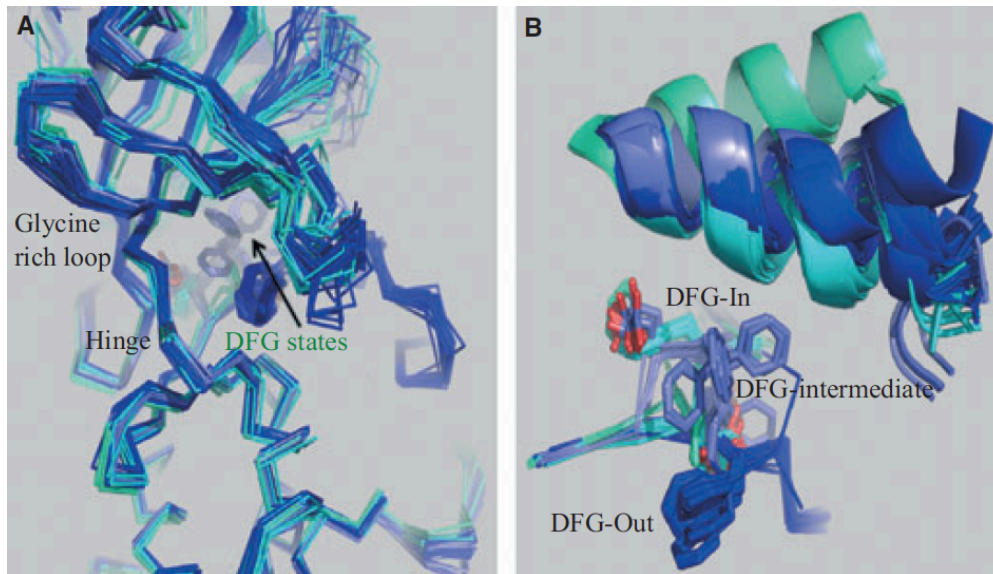 A
Glycine
rich loop
Hinge
DFG states
B
DFG-In
DFG-intermediate
DFG-Out